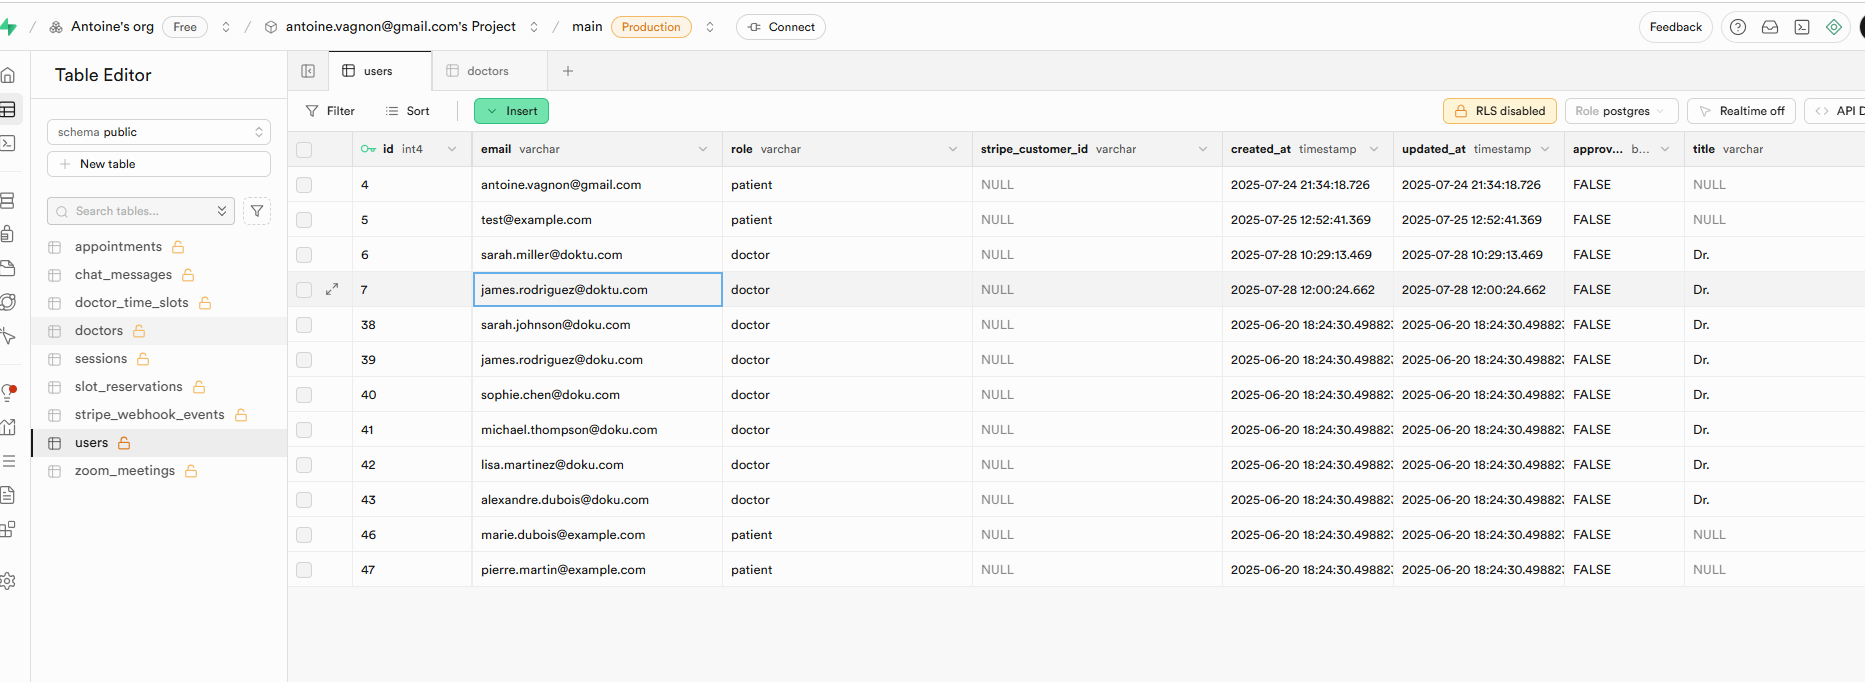 / Antoine's org Free / antoine.vagnon@gmail.com's Project / main Production Connect Feedback
Table Editor
users
doctors
Filter
Sort
Insert
RLS disabled
Role postgres
Realtime off
API D
schema public
New table
Search tables...
appointments
chat_messages
doctor_time_slots
doctors
sessions
slot_reservations
stripe_webhook_events
users
zoom_meetings
id int4 email varchar role varchar stripe_customer_id varchar created_at timestamp updated_at timestamp approv... b... title varchar
4 antoine.vagnon@gmail.com patient NULL 2025-07-24 21:34:18.726 2025-07-24 21:34:18.726 FALSE NULL
5 test@example.com patient NULL 2025-07-25 12:52:41.369 2025-07-25 12:52:41.369 FALSE NULL
6 sarah.miller@doktu.com doctor NULL 2025-07-28 10:29:13.469 2025-07-28 10:29:13.469 FALSE Dr.
7 james.rodriguez@doktu.com doctor NULL 2025-07-28 12:00:24.662 2025-07-28 12:00:24.662 FALSE Dr.
38 sarah.johnson@doku.com doctor NULL 2025-06-20 18:24:30.498823 2025-06-20 18:24:30.498823 FALSE Dr.
39 james.rodriguez@doku.com doctor NULL 2025-06-20 18:24:30.498823 2025-06-20 18:24:30.498823 FALSE Dr.
40 sophie.chen@doku.com doctor NULL 2025-06-20 18:24:30.498823 2025-06-20 18:24:30.498823 FALSE Dr.
41 michael.thompson@doku.com doctor NULL 2025-06-20 18:24:30.498823 2025-06-20 18:24:30.498823 FALSE Dr.
42 lisa.martinez@doku.com doctor NULL 2025-06-20 18:24:30.498823 2025-06-20 18:24:30.498823 FALSE Dr.
43 alexandre.dubois@doku.com doctor NULL 2025-06-20 18:24:30.498823 2025-06-20 18:24:30.498823 FALSE Dr.
46 marie.dubois@example.com patient NULL 2025-06-20 18:24:30.498823 2025-06-20 18:24:30.498823 FALSE NULL
47 pierre.martin@example.com patient NULL 2025-06-20 18:24:30.498823 2025-06-20 18:24:30.498823 FALSE NULL